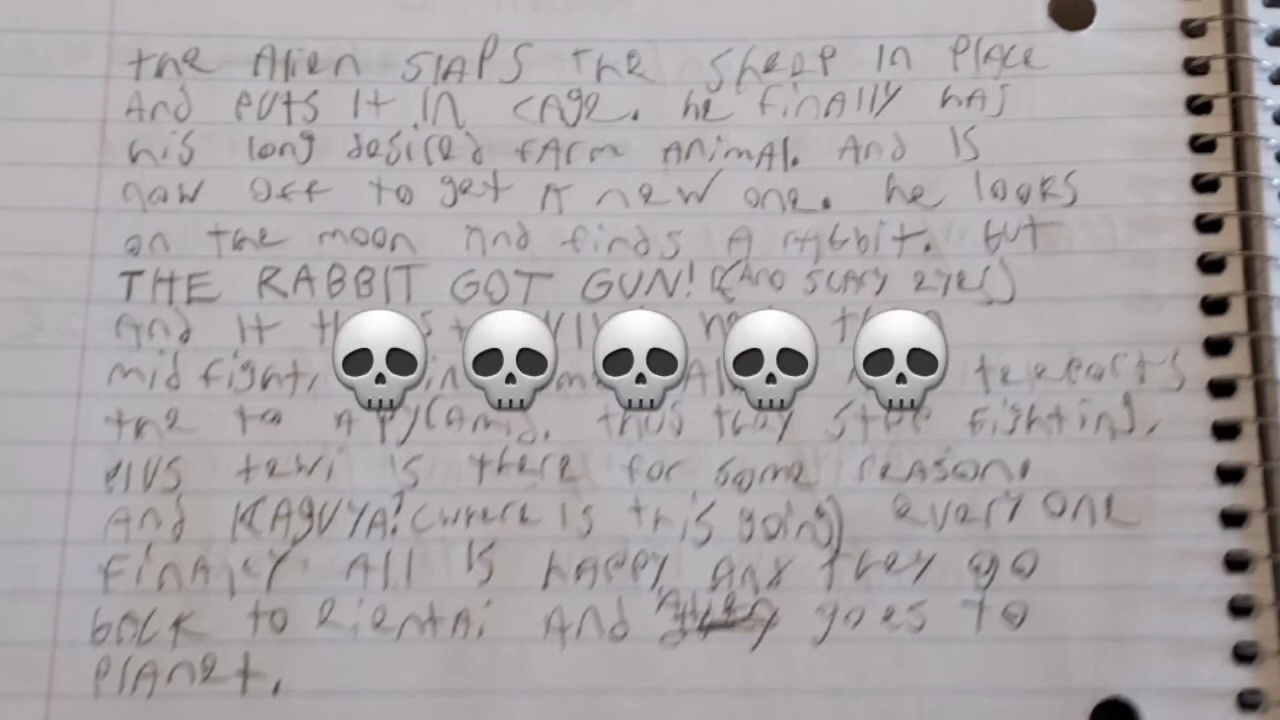 the Alien SlAPS The Sheep in PlAce
And puts It In cAge. he finAlly hAs
his long desired fArm AnimAl. And Is
now Off to get A new one. he looks
on the moon And finds A rAbbit. but
THE RABBIT GOT GUN! (And scAry eyes)
And It
mid fight, teleports
the to A PyrAmid. thus they stop fighting.
plus tewi is there for some reason.
And KAguyA! (where is this going) every one
FinAlly All Is hAppy And they go
bAck to Eientai And Alien goes to
plAnet.